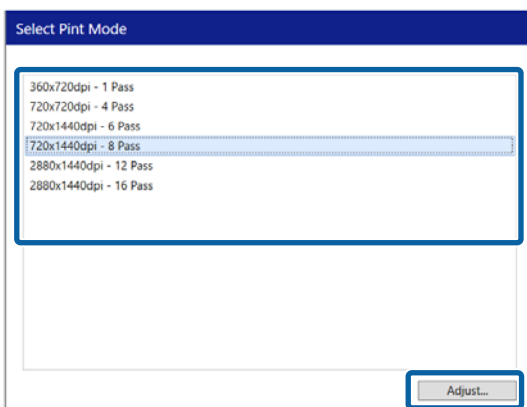 Select Pint Mode
360x720dpi - 1 Pass
720x720dpi - 4 Pass
720x1440dpi - 6 Pass
720x1440dpi - 8 Pass
2880x1440dpi - 12 Pass
2880x1440dpi - 16 Pass
Adjust...